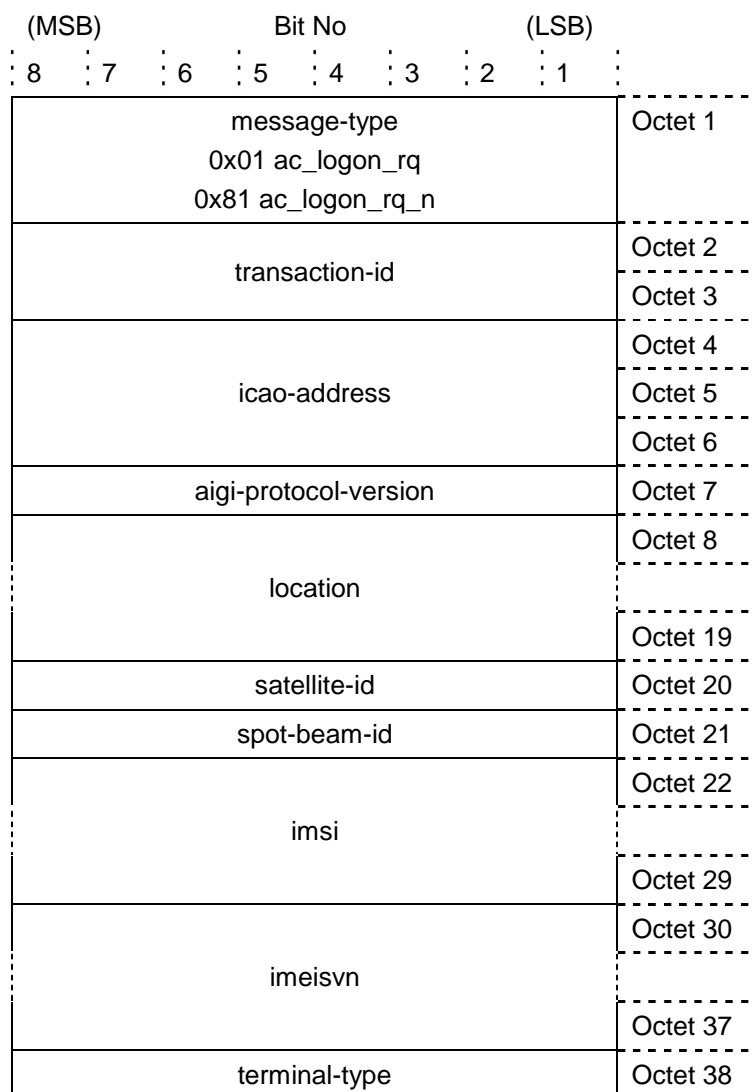 (MSB) Bit No (LSB)
8 7 6 5 4 3 2 1
message-type Octet 1
0x01 ac_logon_rq
0x81 ac_logon_rq_n
Octet 2
transaction-id
Octet 3
Octet 4
icao-address Octet 5
Octet 6
aigi-protocol-version Octet 7
Octet 8
location
Octet 19
satellite-id Octet 20
spot-beam-id Octet 21
Octet 22
imsi
Octet 29
Octet 30
imeisvn
Octet 37
terminal-type Octet 38